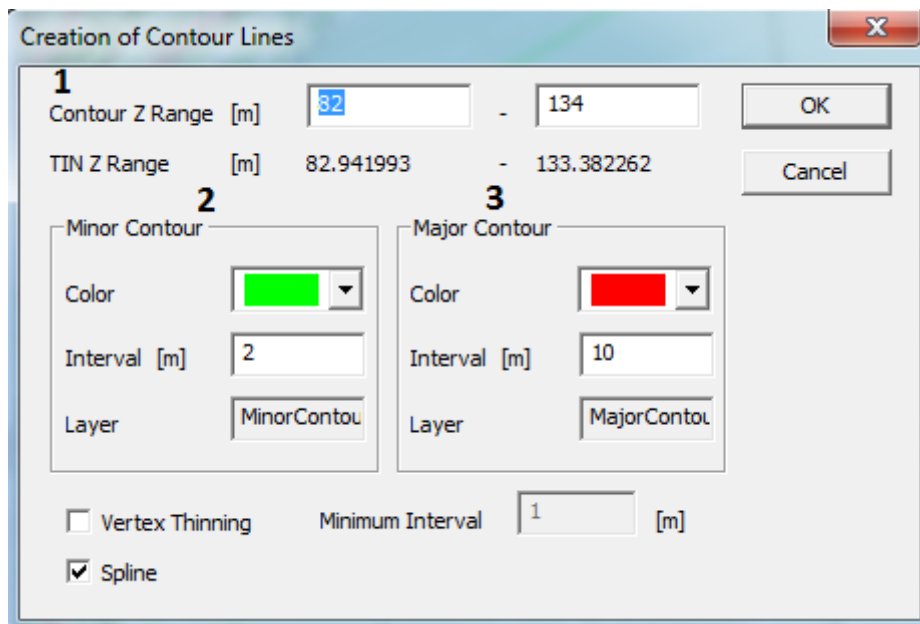 Creation of Contour Lines
X
1
Contour Z Range [m] 82 - 134
OK
TIN Z Range [m] 82.941993 - 133.382262
Cancel
2
Minor Contour
Color
Interval [m] 2
Layer MinorContou
3
Major Contour
Color
Interval [m] 10
Layer MajorContou
Vertex Thinning
Minimum Interval 1 [m]
Spline